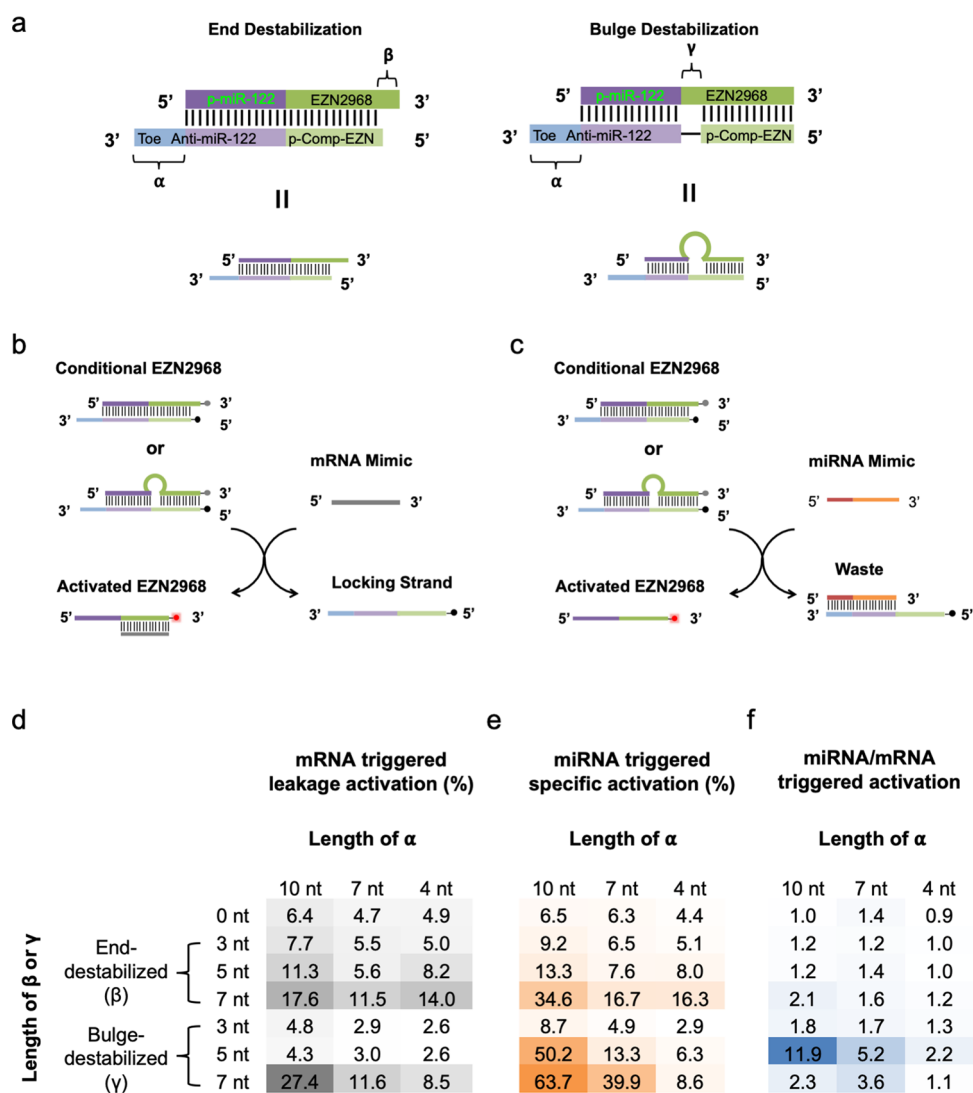 a
End Destabilization
β
5’ p-miR-122 EZN2968 3’
3’ Toe Anti-miR-122 p-Comp-EZN 5’
α
=
5’ 3’
3’ 5’
Bulge Destabilization
γ
5’ p-miR-122 EZN2968 3’
3’ Toe Anti-miR-122 p-Comp-EZN 5’
α
=
5’ 3’
3’ 5’
b
Conditional EZN2968
5’ 3’
3’ 5’
or
5’ 3’
3’ 5’
mRNA Mimic
5’ 3’
Activated EZN2968
5’ 3’
Locking Strand
3’ 5’
c
Conditional EZN2968
5’ 3’
3’ 5’
or
5’ 3’
3’ 5’
miRNA Mimic
5’ 3’
Activated EZN2968
5’ 3’
Waste
5’ 3’
3’ 5’
d
mRNA triggered
leakage activation (%)
Length of α
e
miRNA triggered
specific activation (%)
Length of α
f
miRNA/mRNA
triggered activation
Length of α
Length of β or γ
End-
destabilized
(β)
Bulge-
destabilized
(γ)
10 nt 7 nt 4 nt 10 nt 7 nt 4 nt 10 nt 7 nt 4 nt
0 nt 6.4 4.7 4.9 6.5 6.3 4.4 1.0 1.4 0.9
3 nt 7.7 5.5 5.0 9.2 6.5 5.1 1.2 1.2 1.0
5 nt 11.3 5.6 8.2 13.3 7.6 8.0 1.2 1.4 1.0
7 nt 17.6 11.5 14.0 34.6 16.7 16.3 2.1 1.6 1.2
3 nt 4.8 2.9 2.6 8.7 4.9 2.9 1.8 1.7 1.3
5 nt 4.3 3.0 2.6 50.2 13.3 6.3 11.9 5.2 2.2
7 nt 27.4 11.6 8.5 63.7 39.9 8.6 2.3 3.6 1.1